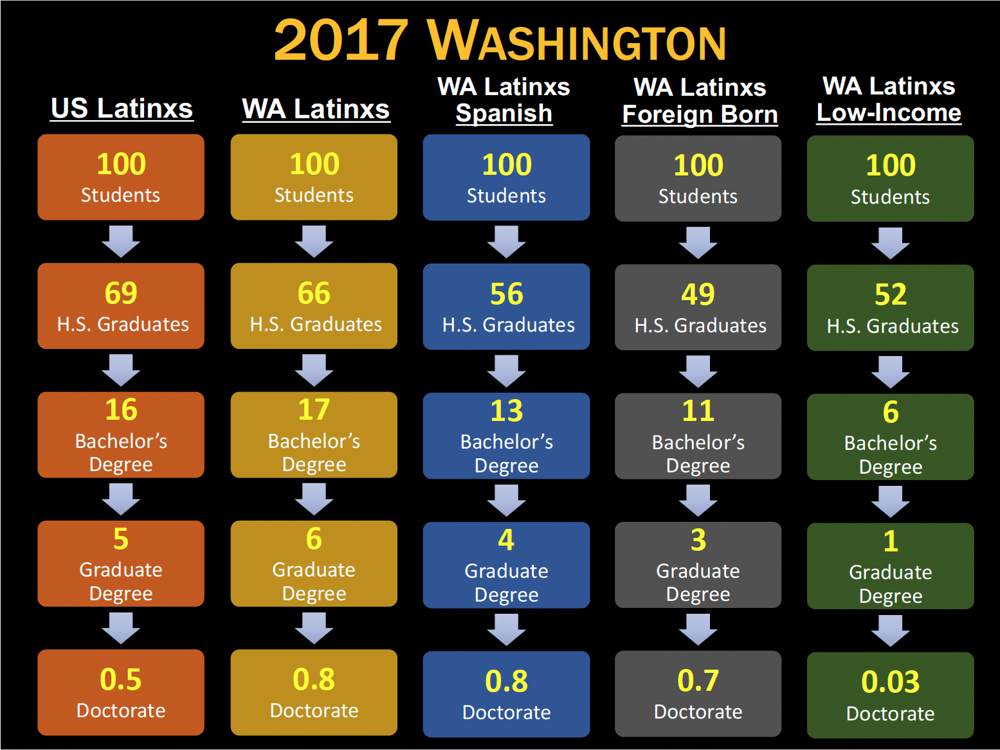 2017 WASHINGTON
US Latinxs
100
Students
69
H.S. Graduates
16
Bachelor’s
Degree
5
Graduate
Degree
0.5
Doctorate
WA Latinxs
100
Students
66
H.S. Graduates
17
Bachelor’s
Degree
6
Graduate
Degree
0.8
Doctorate
WA Latinxs
Spanish
100
Students
56
H.S. Graduates
13
Bachelor’s
Degree
4
Graduate
Degree
0.8
Doctorate
WA Latinxs
Foreign Born
100
Students
49
H.S. Graduates
11
Bachelor’s
Degree
3
Graduate
Degree
0.7
Doctorate
WA Latinxs
Low-Income
100
Students
52
H.S. Graduates
6
Bachelor’s
Degree
1
Graduate
Degree
0.03
Doctorate